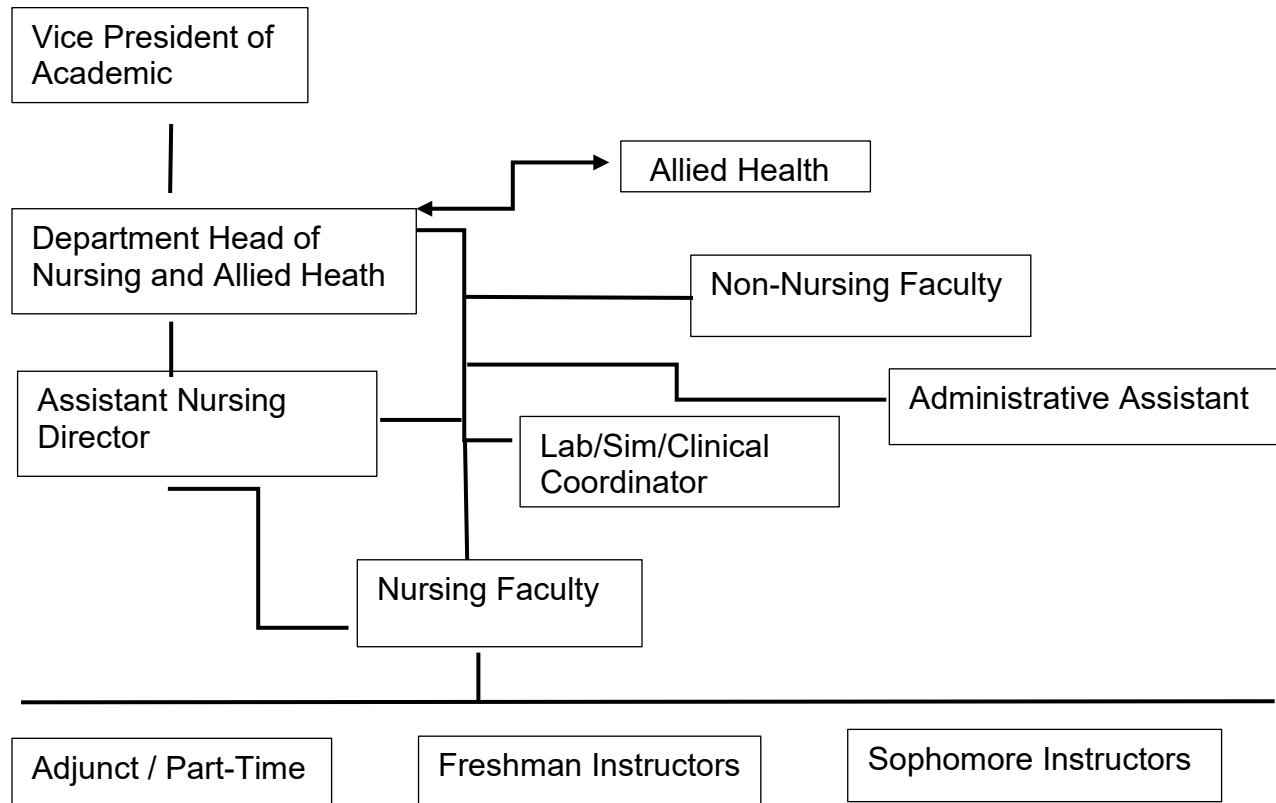 Vice President of
Academic
Allied Health
Department Head of
Nursing and Allied Heath
Non-Nursing Faculty
Assistant Nursing
Director
Administrative Assistant
Lab/Sim/Clinical
Coordinator
Nursing Faculty
Adjunct / Part-Time
Freshman Instructors
Sophomore Instructors